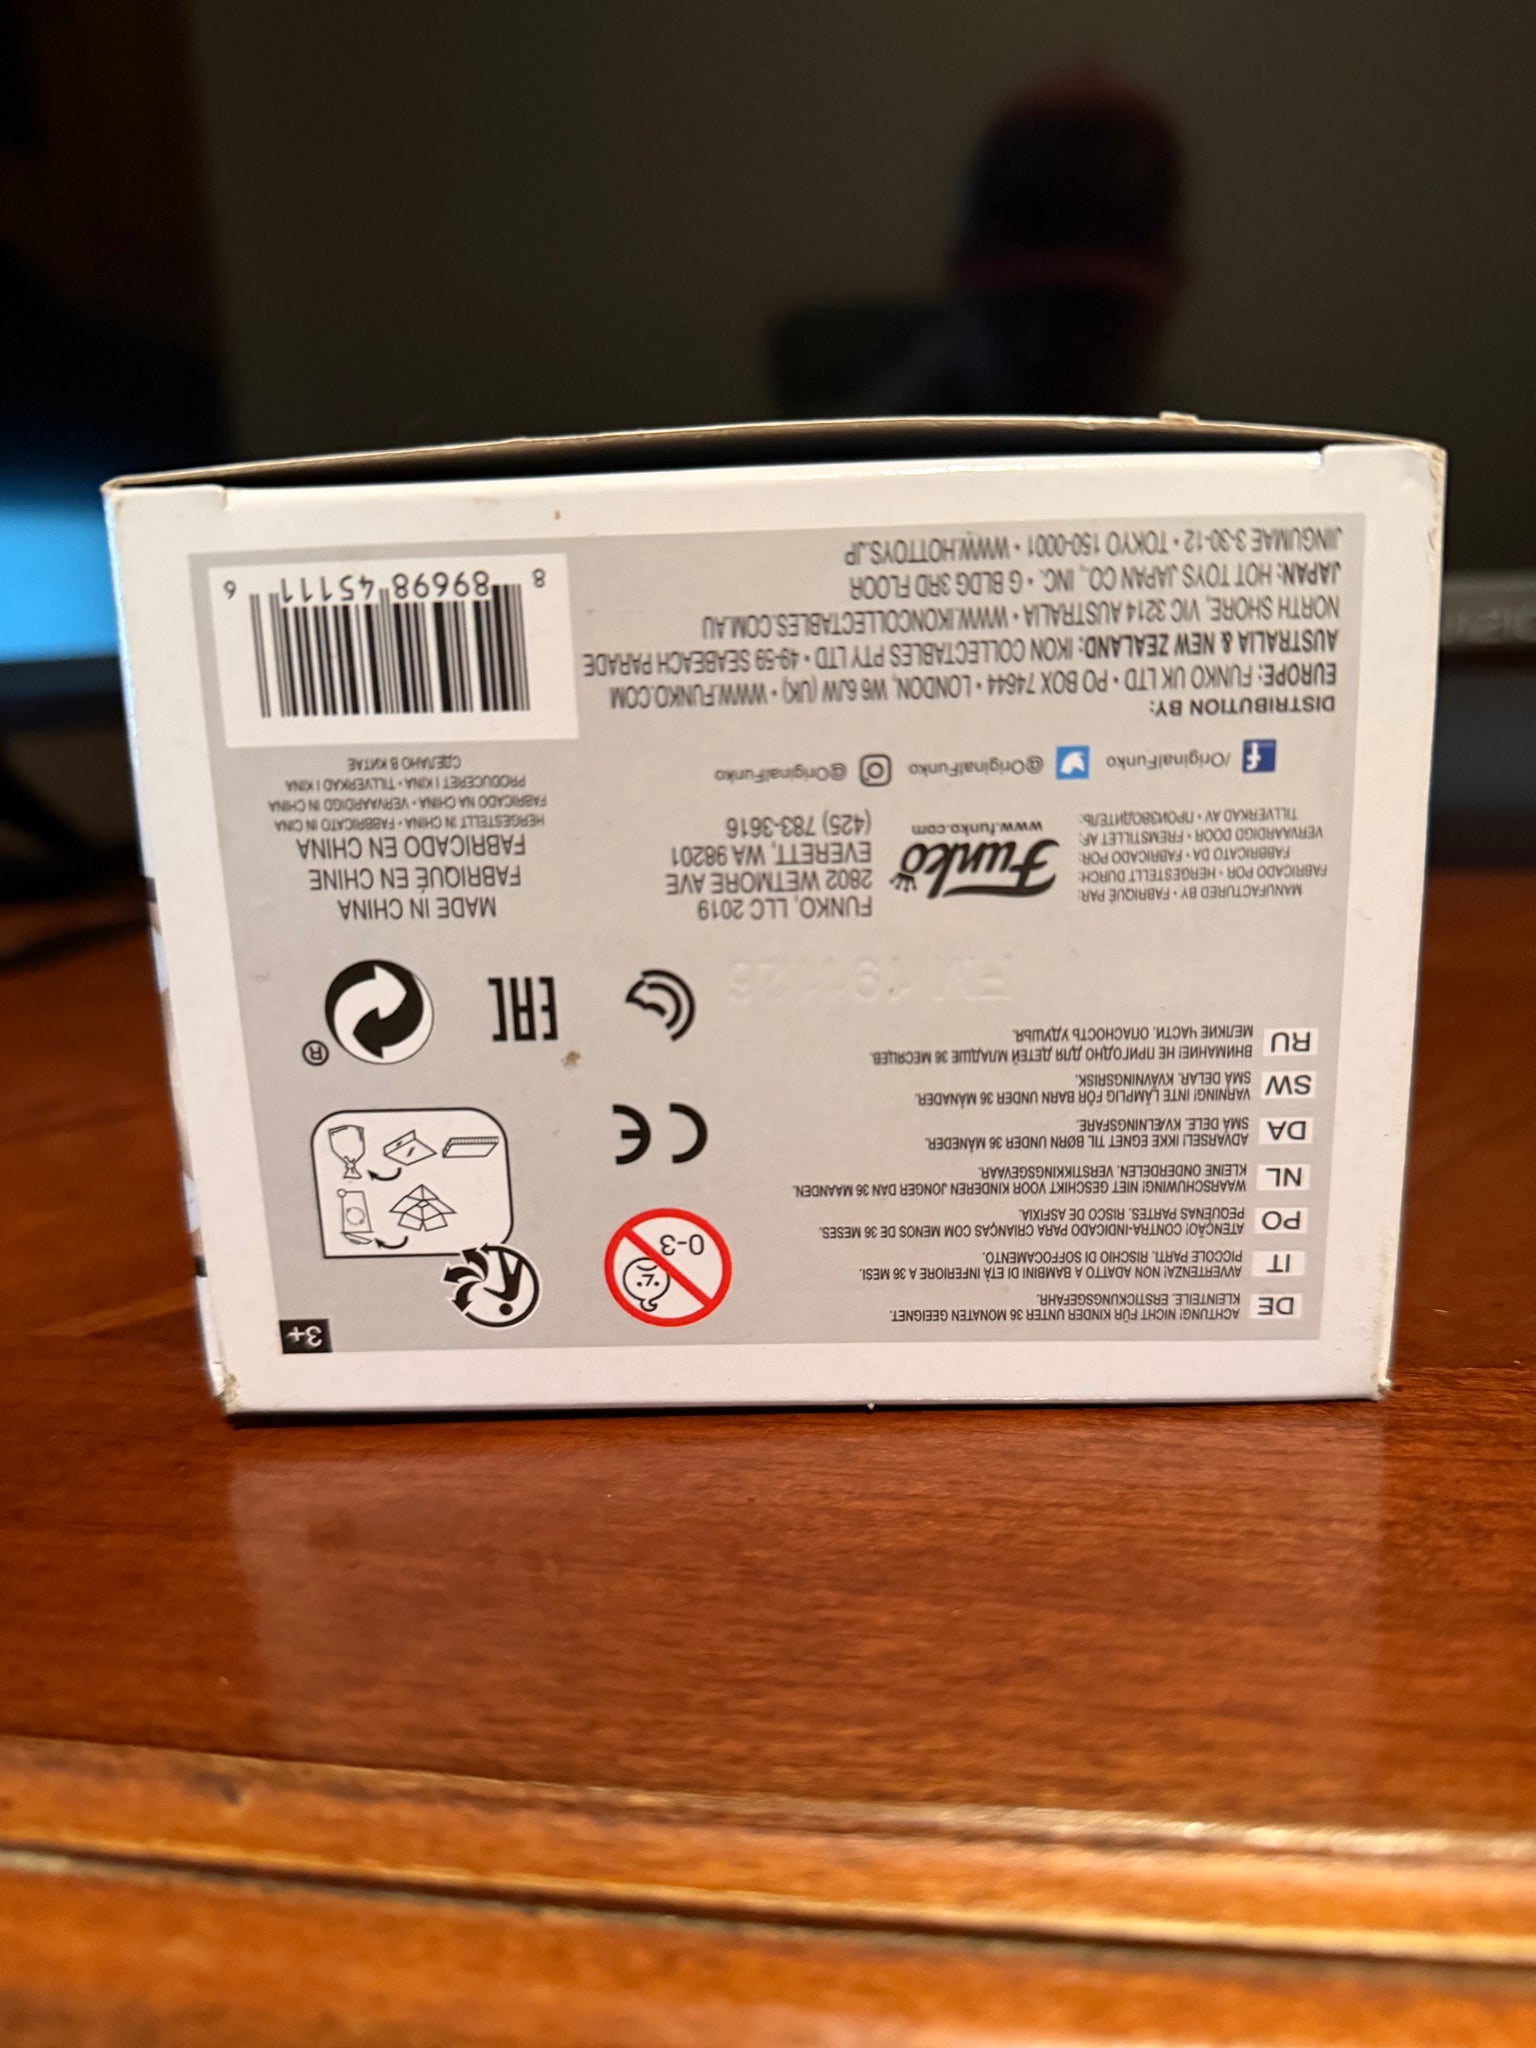 3+
DE
ACHTUNG! NICHT FÜR KINDER UNTER 36 MONATEN GEEIGNET.
KLEINTEILE. ERSTICKUNGSGEFAHR.
IT
AVVERTENZA! NON ADATTO A BAMBINI DI ETÀ INFERIORE A 36 MESI.
PICCOLE PARTI. RISCHIO DI SOFFOCAMENTO.
PO
ATENÇÃO! CONTRA-INDICADO PARA CRIANÇAS COM MENOS DE 36 MESES.
PEQUENAS PARTES. RISCO DE ASFIXIA.
NL
WAARSCHUWING! NIET GESCHIKT VOOR KINDEREN JONGER DAN 36 MAANDEN.
KLEINE ONDERDELEN. VERSTIKKINGSGEVAAR.
DA
ADVARSEL! IKKE EGNET TIL BØRN UNDER 36 MÅNEDER.
SMÅ DELE. KVÆLNINGSFARE.
SW
VARNING! INTE LÄMPLIG FÖR BARN UNDER 36 MÅNADER.
SMÅ DELAR. KVÄVNINGSRISK.
RU
ВНИМАНИЕ! НЕ ПРИГОДНО ДЛЯ ДЕТЕЙ МЛАДШЕ 36 МЕСЯЦЕВ.
МЕЛКИЕ ЧАСТИ. ОПАСНОСТЬ УДУШЬЯ.
0-3
CE
EAC
®
MANUFACTURED BY • FABRIQUÉ PAR:
FABRICADO POR • HERGESTELLT DURCH:
FABBRICATO DA • FABRICADO POR:
VERVAARDIGD DOOR • FREMSTILLET AF:
TILLVERKAD AV • ПРОИЗВОДИТЕЛЬ:
Funko
www.funko.com
FUNKO, LLC 2019
2802 WETMORE AVE
EVERETT, WA 98201
(425) 783-3616
MADE IN CHINA
FABRIQUÉ EN CHINE
FABRICADO EN CHINA
HERGESTELLT IN CHINA • FABBRICATO IN CINA
FABRICADO NA CHINA • VERVAARDIGD IN CHINA
PRODUCERET I KINA • TILLVERKAD I KINA
СДЕЛАНО В КИТАЕ
/OriginalFunko
@OriginalFunko
@OriginalFunko
DISTRIBUTION BY:
EUROPE: FUNKO UK LTD • PO BOX 74644 • LONDON, W6 6JW (UK) • WWW.FUNKO.COM
AUSTRALIA & NEW ZEALAND: IKON COLLECTABLES PTY LTD • 49-59 SEABEACH PARADE
NORTH SHORE, VIC 3214 AUSTRALIA • WWW.IKONCOLLECTABLES.COM.AU
JAPAN: HOT TOYS JAPAN CO., INC. • G BLDG 3RD FLOOR
JINGUMAE 3-30-12 • TOKYO 150-0001 • WWW.HOTTOYS.JP
8 89698 45111 6